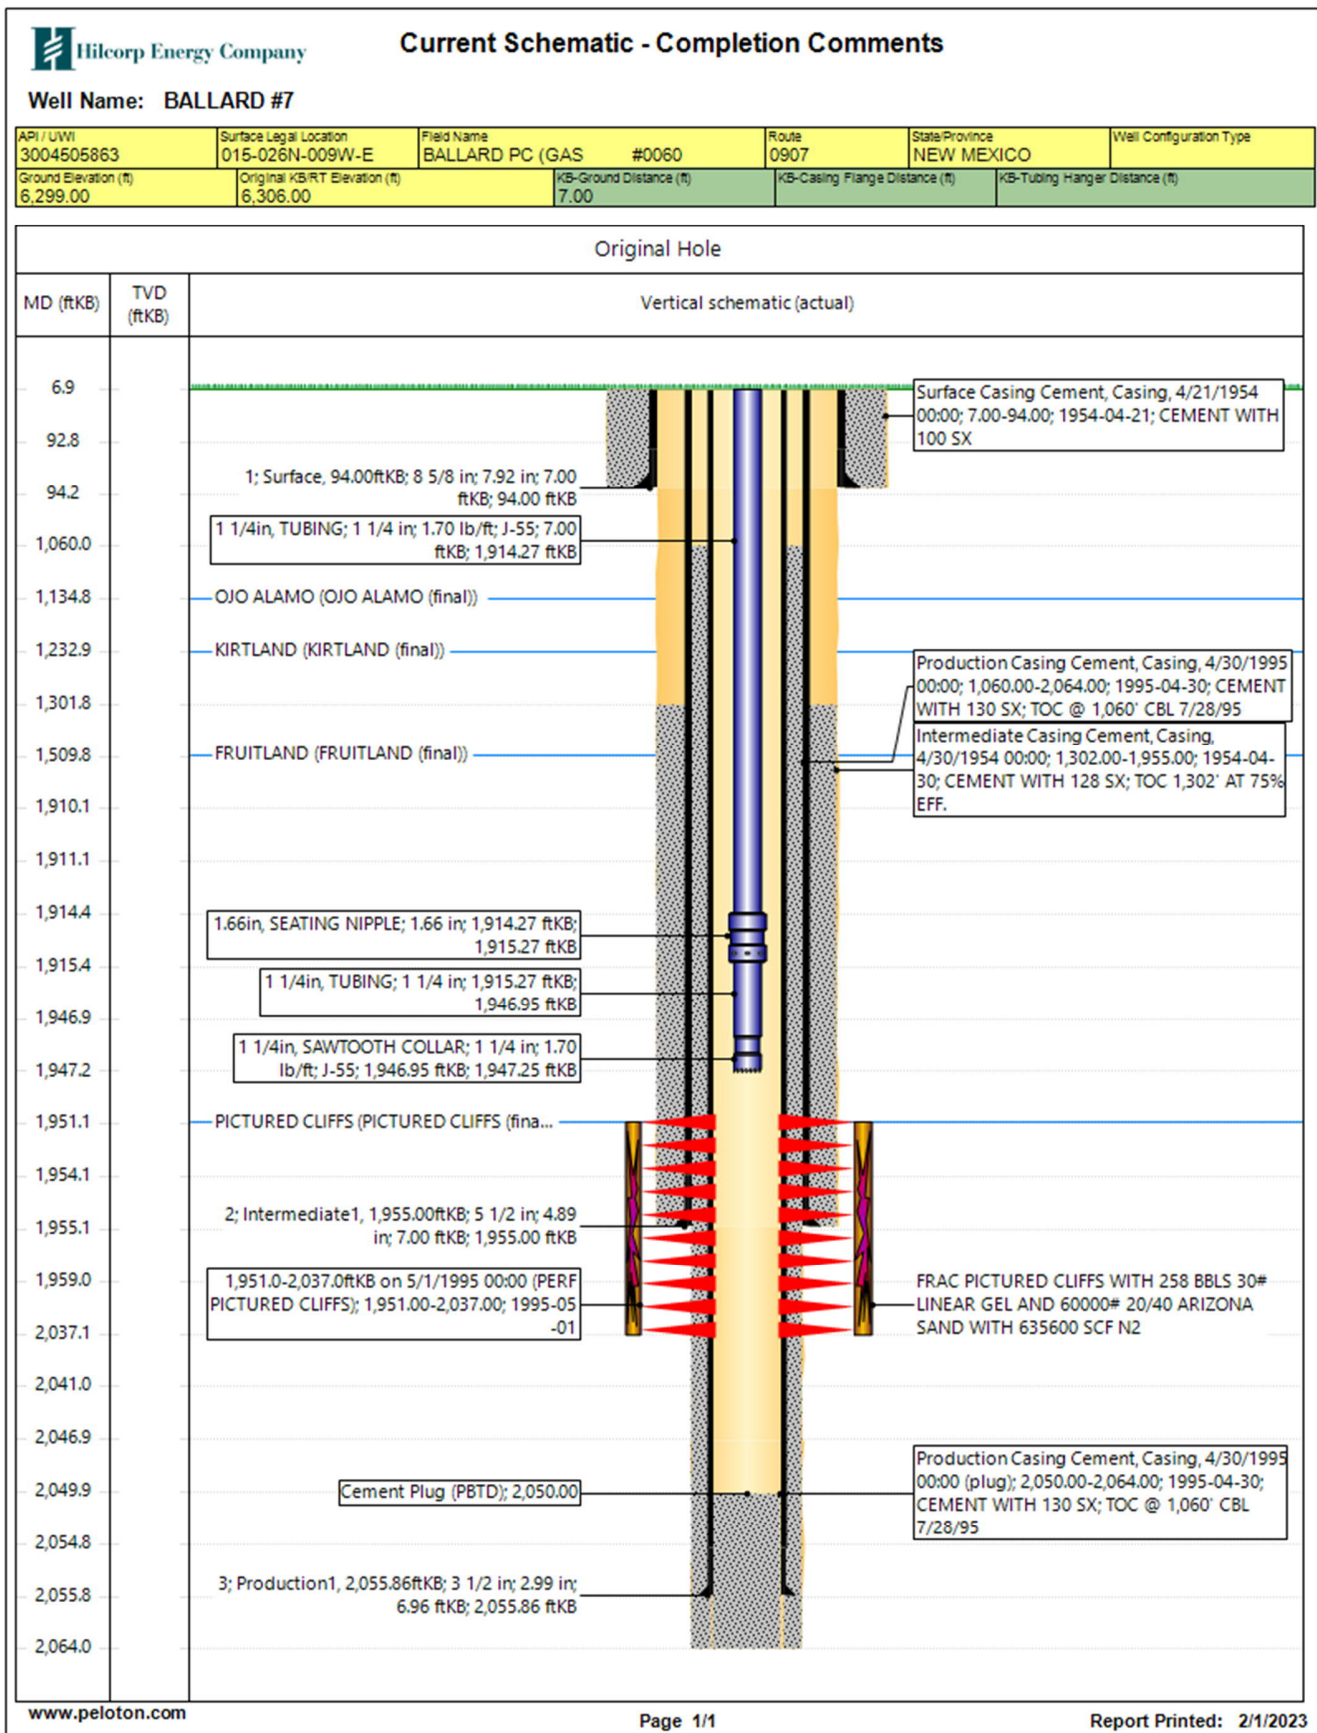 Hilcorp Energy Company
Current Schematic - Completion Comments
Well Name: BALLARD #7
API / UWI
3004505863
Surface Legal Location
015-026N-009W-E
Field Name
BALLARD PC (GAS #0060
Route
0907
State/Province
NEW MEXICO
Well Configuration Type
Ground Elevation (ft)
6,299.00
Original KB/RT Elevation (ft)
6,306.00
KB-Ground Distance (ft)
7.00
KB-Casing Flange Distance (ft)
KB-Tubing Hanger Distance (ft)
Original Hole
MD (ftKB)
TVD
(ftKB)
Vertical schematic (actual)
6.9
Surface Casing Cement, Casing, 4/21/1954
00:00; 7.00-94.00; 1954-04-21; CEMENT WITH
100 SX
92.8
1; Surface, 94.00ftKB; 8 5/8 in; 7.92 in; 7.00
ftKB; 94.00 ftKB
94.2
1 1/4in, TUBING; 1 1/4 in; 1.70 lb/ft; J-55; 7.00
ftKB; 1,914.27 ftKB
1,060.0
1,134.8
OJO ALAMO (OJO ALAMO (final))
1,232.9
KIRTLAND (KIRTLAND (final))
Production Casing Cement, Casing, 4/30/1995
00:00; 1,060.00-2,064.00; 1995-04-30; CEMENT
WITH 130 SX; TOC @ 1,060' CBL 7/28/95
1,301.8
Intermediate Casing Cement, Casing,
4/30/1954 00:00; 1,302.00-1,955.00; 1954-04-
30; CEMENT WITH 128 SX; TOC 1,302' AT 75%
EFF.
1,509.8
FRUITLAND (FRUITLAND (final))
1,910.1
1,911.1
1,914.4
1.66in, SEATING NIPPLE; 1.66 in; 1,914.27 ftKB;
1,915.27 ftKB
1,915.4
1 1/4in, TUBING; 1 1/4 in; 1,915.27 ftKB;
1,946.95 ftKB
1,946.9
1 1/4in, SAWTOOTH COLLAR; 1 1/4 in; 1.70
lb/ft; J-55; 1,946.95 ftKB; 1,947.25 ftKB
1,947.2
1,951.1
PICTURED CLIFFS (PICTURED CLIFFS (fina...
1,954.1
2; Intermediate1, 1,955.00ftKB; 5 1/2 in; 4.89
in; 7.00 ftKB; 1,955.00 ftKB
1,955.1
1,959.0
1,951.0-2,037.0ftKB on 5/1/1995 00:00 (PERF
PICTURED CLIFFS); 1,951.00-2,037.00; 1995-05
-01
FRAC PICTURED CLIFFS WITH 258 BBLS 30#
LINEAR GEL AND 60000# 20/40 ARIZONA
SAND WITH 635600 SCF N2
2,037.1
2,041.0
2,046.9
2,049.9
Cement Plug (PBTD); 2,050.00
Production Casing Cement, Casing, 4/30/1995
00:00 (plug); 2,050.00-2,064.00; 1995-04-30;
CEMENT WITH 130 SX; TOC @ 1,060' CBL
7/28/95
2,054.8
3; Production1, 2,055.86ftKB; 3 1/2 in; 2.99 in;
6.96 ftKB; 2,055.86 ftKB
2,055.8
2,064.0
www.peloton.com
Page 1/1
Report Printed: 2/1/2023